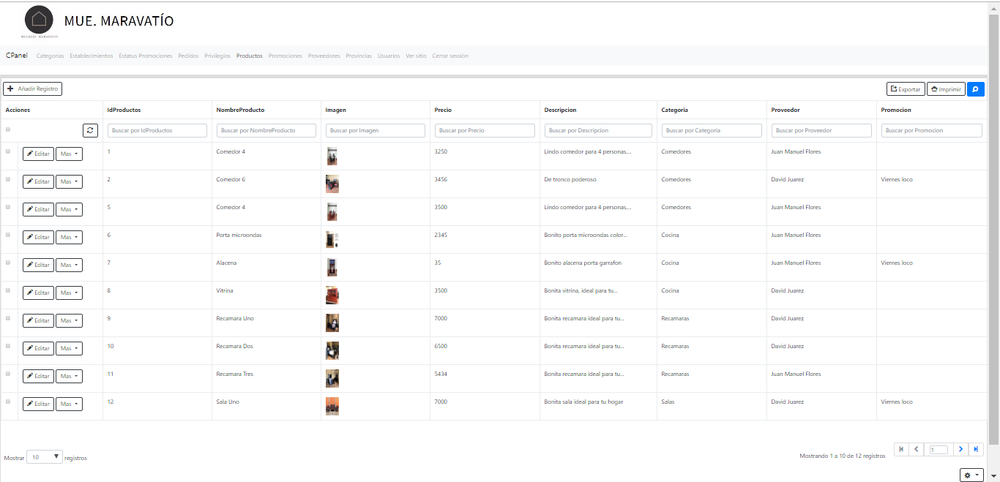 MUE. MARAVATÍO
MUEBLES MARAVATIO
CPanel Categorias Establecimientos Estatus Promociones Pedidos Privilegios Productos Promociones Proveedores Provincias Usuarios Ver sitio Cerrar sessión
Añadir Registro Exportar Imprimir
Acciones IdProductos NombreProducto Imagen Precio Descripcion Categoria Proveedor Promocion
Buscar por IdProductos Buscar por NombreProducto Buscar por Imagen Buscar por Precio Buscar por Descripcion Buscar por Categoria Buscar por Proveedor Buscar por Promocion
Editar Mas 1 Comedor 4 3250 Lindo comedor para 4 personas,... Comedores Juan Manuel Flores
Editar Mas 2 Comedor 6 3456 De tronco poderoso Comedores David Juarez Viernes loco
Editar Mas 5 Comedor 4 3500 Lindo comedor para 4 personas,... Comedores Juan Manuel Flores
Editar Mas 6 Porta microondas 2345 Bonito porta microondas color... Cocina Juan Manuel Flores
Editar Mas 7 Alacena 35 Bonito alacena porta garrafon Cocina Juan Manuel Flores Viernes loco
Editar Mas 8 Vitrina 3500 Bonita vitrina, ideal para tu... Cocina David Juarez
Editar Mas 9 Recamara Uno 7000 Bonita recamara ideal para tu... Recamaras David Juarez
Editar Mas 10 Recamara Dos 6500 Bonita recamara ideal para tu... Recamaras David Juarez
Editar Mas 11 Recamara Tres 5434 Bonita recamara ideal para tu... Recamaras Juan Manuel Flores
Editar Mas 12 Sala Uno 7000 Bonita sala ideal para tu hogar Salas David Juarez Viernes loco
Mostrar 10 registros Mostrando 1 a 10 de 12 registros 1